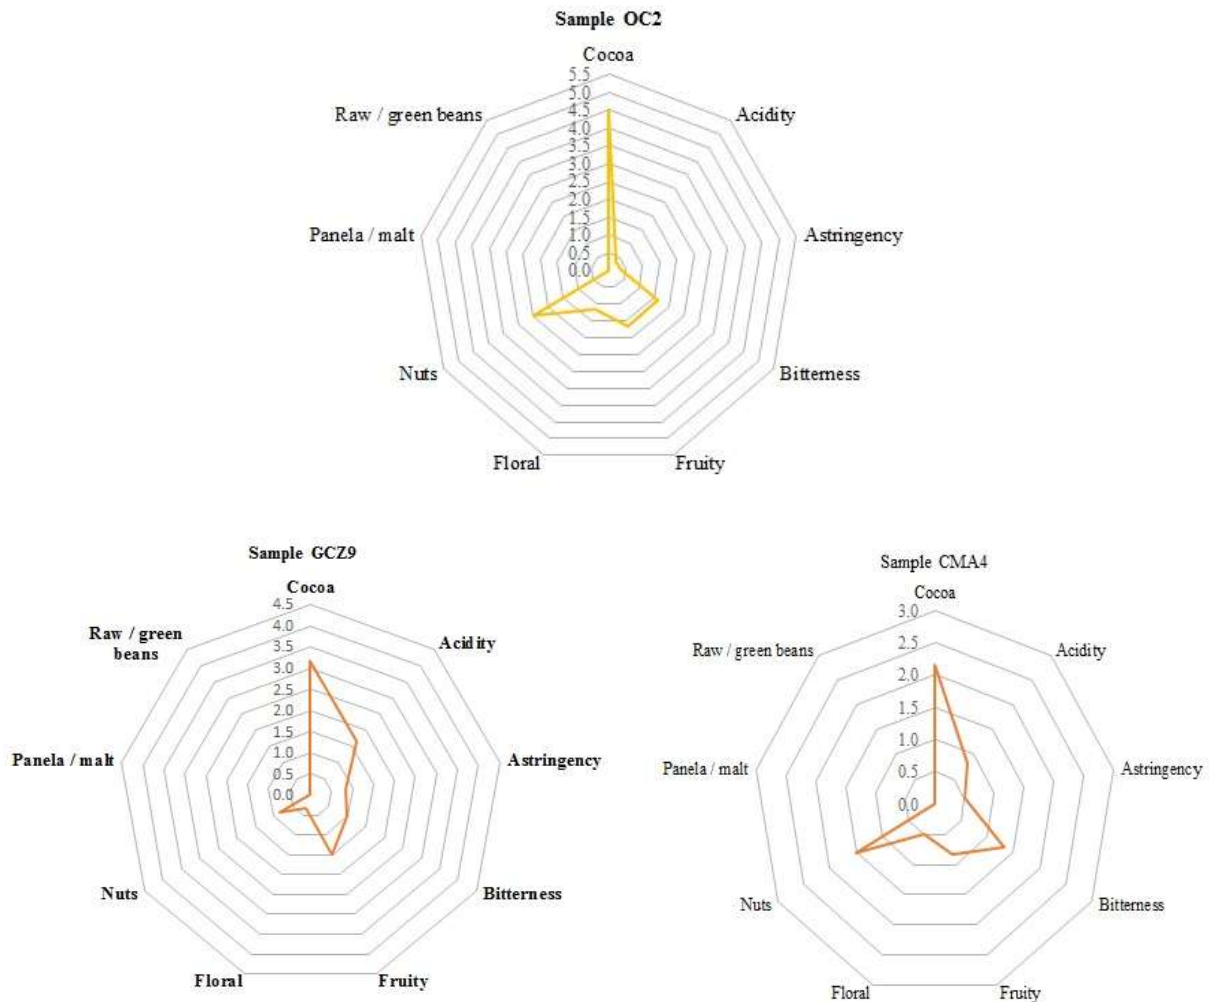 Sample OC2
Cocoa
5.5
5.0
4.5
4.0
3.5
3.0
2.5
2.0
1.5
1.0
0.5
0.0
Acidity
Astringency
Bitterness
Fruity
Floral
Nuts
Panela / malt
Raw / green beans
Sample GCZ9
Cocoa
4.5
4.0
3.5
3.0
2.5
2.0
1.5
1.0
0.5
0.0
Acidity
Astringency
Bitterness
Fruity
Floral
Nuts
Panela / malt
Raw / green
beans
Sample CMA4
Cocoa
3.0
2.5
2.0
1.5
1.0
0.5
0.0
Acidity
Astringency
Bitterness
Fruity
Floral
Nuts
Panela / malt
Raw / green beans